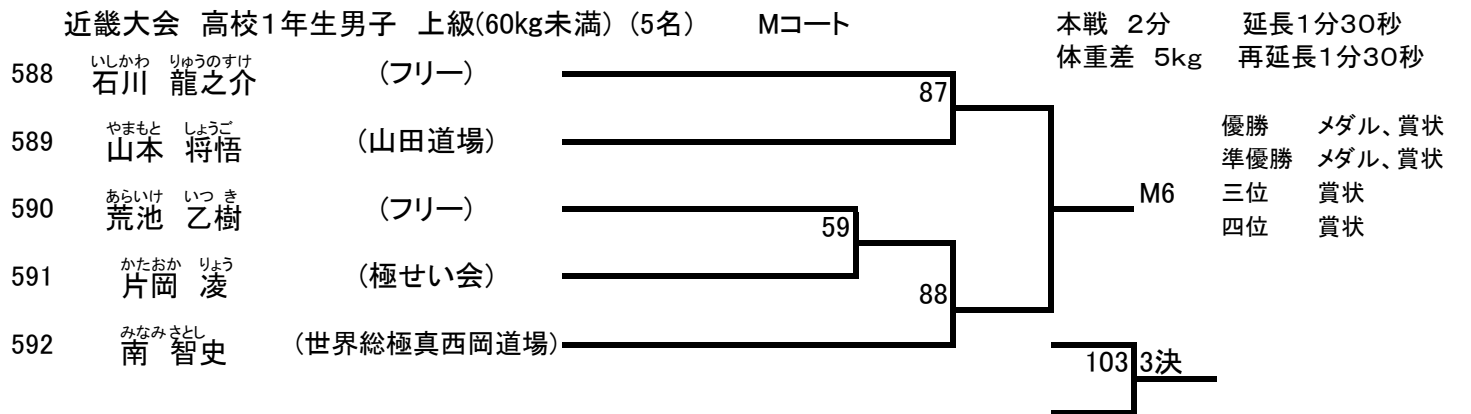 近畿大会 高校1年生男子 上級(60kg未満) (5名) Mコート 本戦 2分 延長1分30秒
体重差 5kg 再延長1分30秒
いしかわ りゅうのすけ
588 石川 龍之介 (フリー)
87
やまもと しょうご
589 山本 将悟 (山田道場)
優勝 メダル、賞状
準優勝 メダル、賞状
あらいけ いつき
590 荒池 乙樹 (フリー)
M6 三位 賞状
59
四位 賞状
かたおか りょう
591 片岡 凌 (極せい会)
88
みなみ さとし
592 南 智史 (世界総極真西岡道場)
103 3決